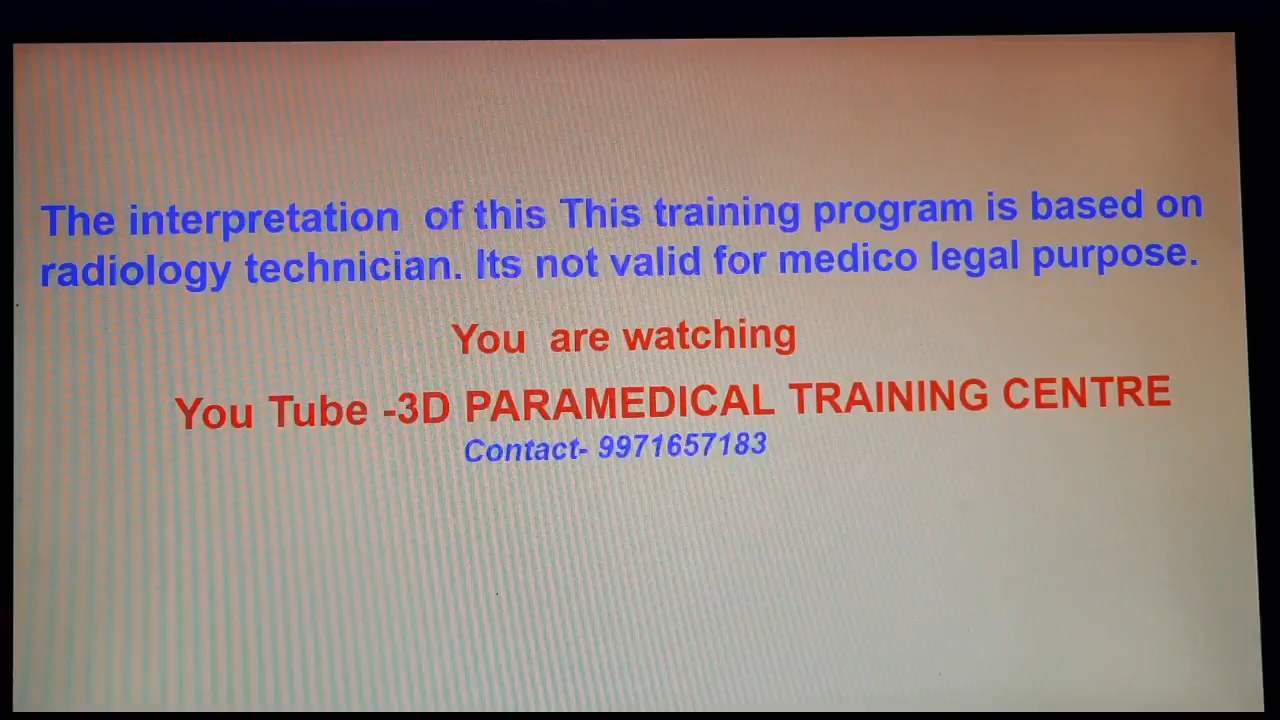 The interpretation of this This training program is based on
radiology technician. Its not valid for medico legal purpose.
You are watching
You Tube -3D PARAMEDICAL TRAINING CENTRE
Contact- 9971657183